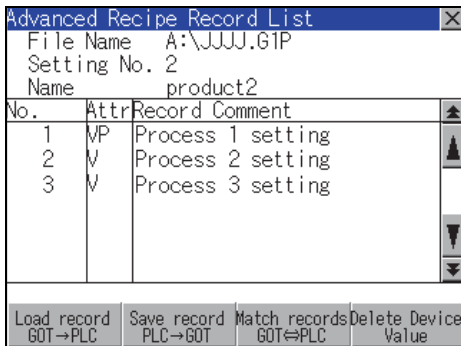 Advanced Recipe Record List
File Name A:\JJJJ.G1P
Setting No. 2
Name product2
No. Attr Record Comment
1 VP Process 1 setting
2 V Process 2 setting
3 V Process 3 setting
Load record Save record Match records Delete Device
GOT→PLC PLC→GOT GOT⇔PLC Value